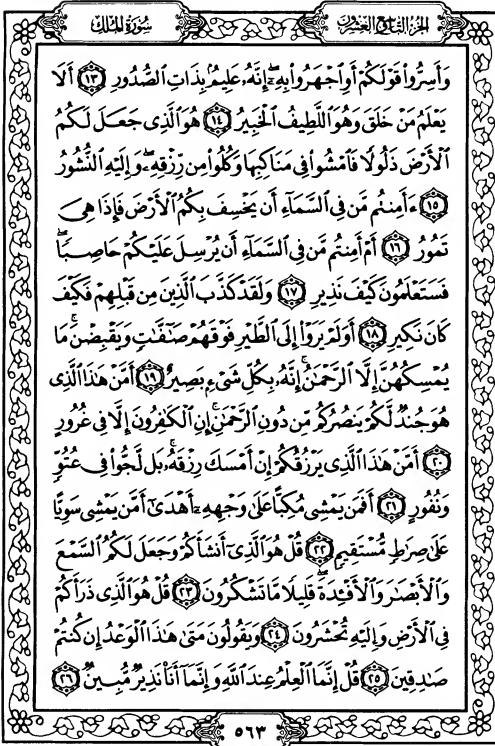 الجزء التاسع والعشرون
سورة الملك
وَأَسِرُّوا۟ قَوْلَكُمْ أَوِ ٱجْهَرُوا۟ بِهِۦٓ إِنَّهُۥ عَلِيمٌۢ بِذَاتِ ٱلصُّدُورِ ١٣ أَلَا
يَعْلَمُ مَنْ خَلَقَ وَهُوَ ٱللَّطِيفُ ٱلْخَبِيرُ ١٤ هُوَ ٱلَّذِى جَعَلَ لَكُمُ
ٱلْأَرْضَ ذَلُولًا فَٱمْشُوا۟ فِى مَنَاكِبِهَا وَكُلُوا۟ مِن رِّزْقِهِۦ وَإِلَيْهِ ٱلنُّشُورُ
١٥ ءَأَمِنتُم مَّن فِى ٱلسَّمَآءِ أَن يَخْسِفَ بِكُمُ ٱلْأَرْضَ فَإِذَا هِىَ
تَمُورُ ١٦ أَمْ أَمِنتُم مَّن فِى ٱلسَّمَآءِ أَن يُرْسِلَ عَلَيْكُمْ حَاصِبًا ۖ
فَسَتَعْلَمُونَ كَيْفَ نَذِيرِ ١٧ وَلَقَدْ كَذَّبَ ٱلَّذِينَ مِن قَبْلِهِمْ فَكَيْفَ
كَانَ نَكِيرِ ١٨ أَوَلَمْ يَرَوْا۟ إِلَى ٱلطَّيْرِ فَوْقَهُمْ صَٰٓفَّٰتٍ وَيَقْبِضْنَ ۚ مَا
يُمْسِكُهُنَّ إِلَّا ٱلرَّحْمَٰنُ ۚ إِنَّهُۥ بِكُلِّ شَىْءٍۭ بَصِيرٌ ١٩ أَمَّنْ هَٰذَا ٱلَّذِى
هُوَ جُندٌ لَّكُمْ يَنصُرُكُم مِّن دُونِ ٱلرَّحْمَٰنِ ۚ إِنِ ٱلْكَٰفِرُونَ إِلَّا فِى غُرُورٍ
٢٠ أَمَّنْ هَٰذَا ٱلَّذِى يَرْزُقُكُمْ إِنْ أَمْسَكَ رِزْقَهُۥ ۚ بَل لَّجُّوا۟ فِى عُتُوٍّ
وَنُفُورٍ ٢١ أَفَمَن يَمْشِى مُكِبًّا عَلَىٰ وَجْهِهِۦٓ أَهْدَىٰٓ أَمَّن يَمْشِى سَوِيًّا
عَلَىٰ صِرَٰطٍ مُّسْتَقِيمٍ ٢٢ قُلْ هُوَ ٱلَّذِىٓ أَنشَأَكُمْ وَجَعَلَ لَكُمُ ٱلسَّمْعَ
وَٱلْأَبْصَٰرَ وَٱلْأَفْـِٔدَةَ ۖ قَلِيلًا مَّا تَشْكُرُونَ ٢٣ قُلْ هُوَ ٱلَّذِى ذَرَأَكُمْ
فِى ٱلْأَرْضِ وَإِلَيْهِ تُحْشَرُونَ ٢٤ وَيَقُولُونَ مَتَىٰ هَٰذَا ٱلْوَعْدُ إِن كُنتُمْ
صَٰدِقِينَ ٢٥ قُلْ إِنَّمَا ٱلْعِلْمُ عِندَ ٱللَّهِ وَإِنَّمَآ أَنَا۠ نَذِيرٌ مُّبِينٌ ٢٦
٥٦٣